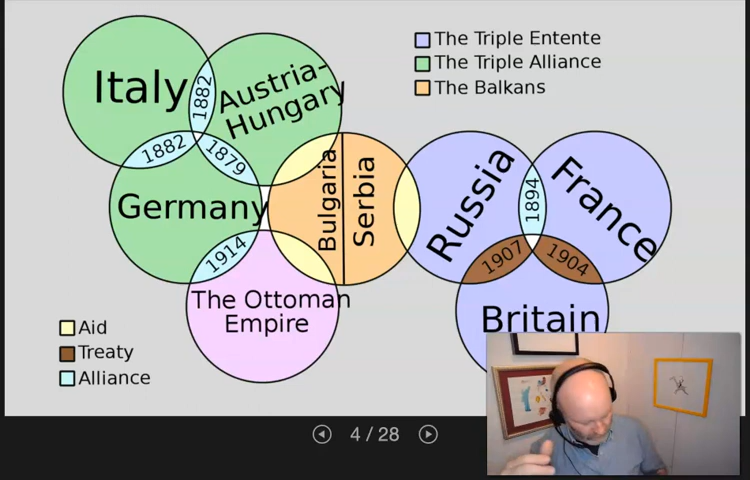 Italy
1882
Austria-
Hungary
1882
1879
Germany
1914
The Ottoman
Empire
Bulgaria
Serbia
Russia
1894
France
1907
1904
Britain
The Triple Entente
The Triple Alliance
The Balkans
Aid
Treaty
Alliance
4 / 28